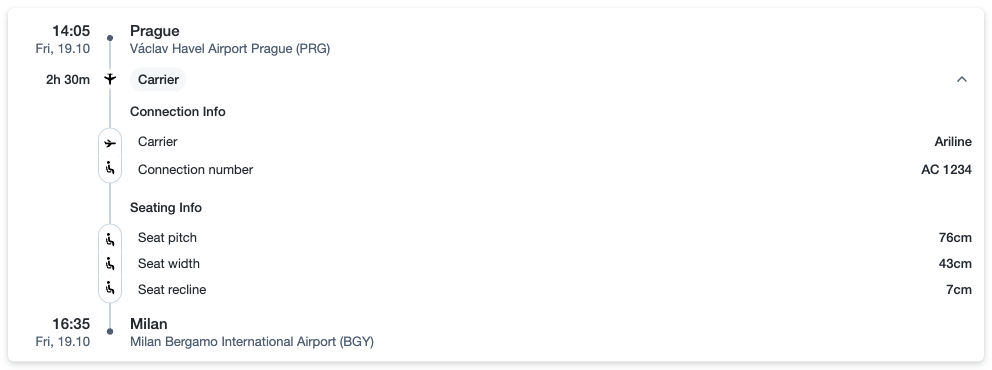 14:05 Prague
Fri, 19.10 Václav Havel Airport Prague (PRG)
2h 30m Carrier
Connection Info
Carrier Ariline
Connection number AC 1234
Seating Info
Seat pitch 76cm
Seat width 43cm
Seat recline 7cm
16:35 Milan
Fri, 19.10 Milan Bergamo International Airport (BGY)